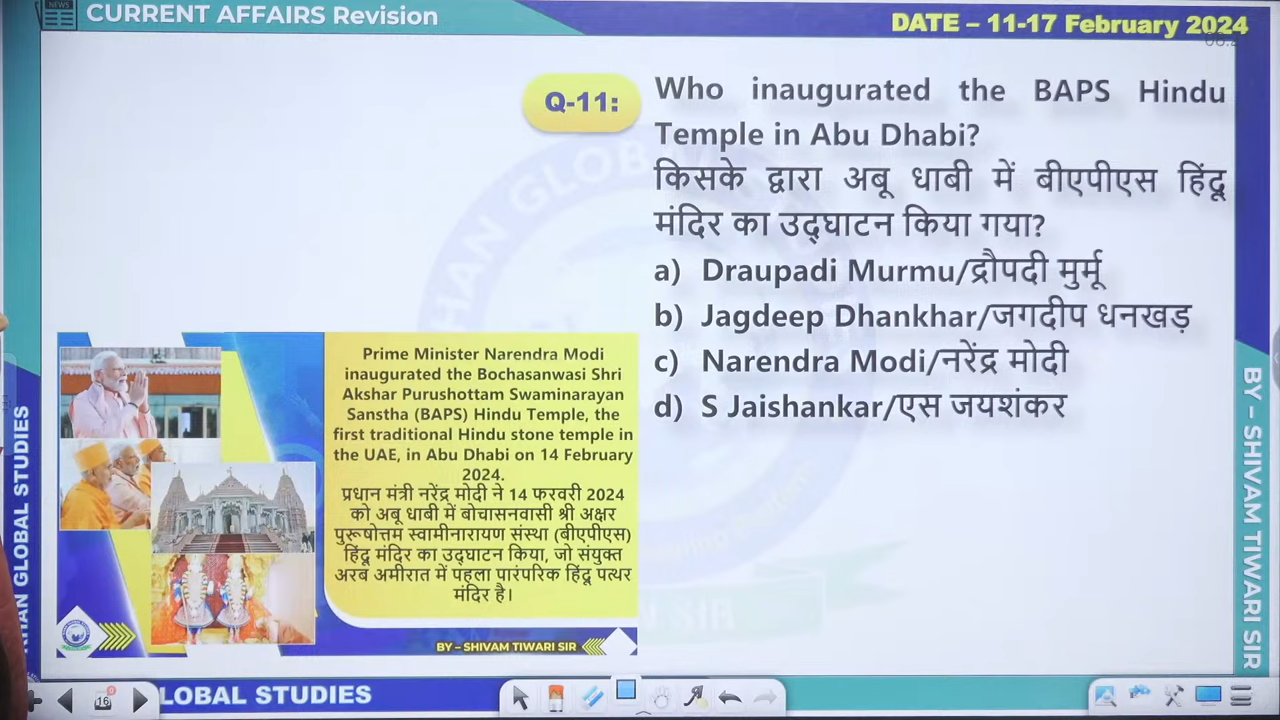 NEWS
CURRENT AFFAIRS Revision
DATE – 11-17 February 2024
Q-11:
Who inaugurated the BAPS Hindu
Temple in Abu Dhabi?
किसके द्वारा अबू धाबी में बीएपीएस हिंदू
मंदिर का उद्घाटन किया गया?
a) Draupadi Murmu/द्रौपदी मुर्मू
b) Jagdeep Dhankhar/जगदीप धनखड़
c) Narendra Modi/नरेंद्र मोदी
d) S Jaishankar/एस जयशंकर
Prime Minister Narendra Modi
inaugurated the Bochasanwasi Shri
Akshar Purushottam Swaminarayan
Sanstha (BAPS) Hindu Temple, the
first traditional Hindu stone temple in
the UAE, in Abu Dhabi on 14 February
2024.
प्रधान मंत्री नरेंद्र मोदी ने 14 फरवरी 2024
को अबू धाबी में बोचासनवासी श्री अक्षर
पुरूषोत्तम स्वामीनारायण संस्था (बीएपीएस)
हिंदू मंदिर का उद्घाटन किया, जो संयुक्त
अरब अमीरात में पहला पारंपरिक हिंदू पत्थर
मंदिर है।
BY – SHIVAM TIWARI SIR
KHAN GLOBAL STUDIES
BY – SHIVAM TIWARI SIR
16
LOBAL STUDIES